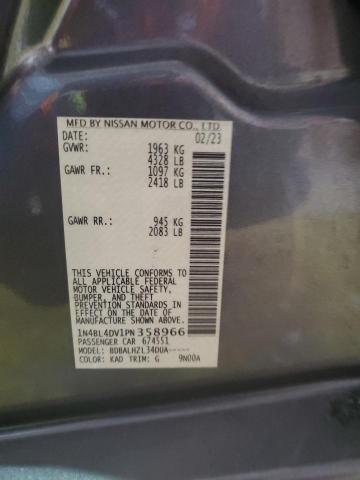 MFD BY NISSAN MOTOR CO., LTD.
DATE: 02/23
GVWR: 1963 KG
4328 LB
GAWR FR.: 1097 KG
2418 LB
GAWR RR.: 945 KG
2083 LB
THIS VEHICLE CONFORMS TO
ALL APPLICABLE FEDERAL
MOTOR VEHICLE SAFETY,
BUMPER, AND THEFT
PREVENTION STANDARDS IN
EFFECT ON THE DATE OF
MANUFACTURE SHOWN ABOVE.
1N4BL4DV1PN358966
PASSENGER CAR 674551
MODEL: BDBALHZL34DUA-----
COLOR: KAD TRIM: G 9N00A